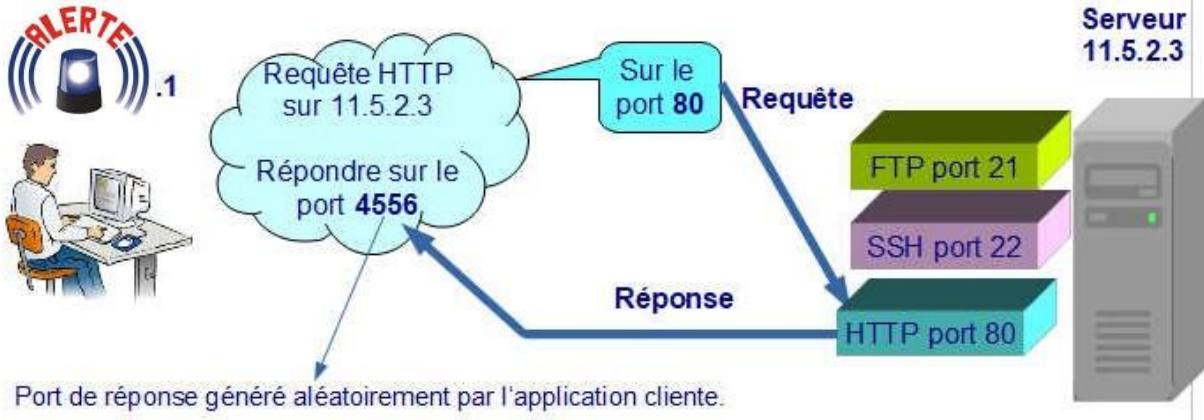 ALERTE
.1
Requête HTTP
sur 11.5.2.3
Répondre sur le
port 4556
Sur le
port 80
Requête
Réponse
Serveur
11.5.2.3
FTP port 21
SSH port 22
HTTP port 80
Port de réponse généré aléatoirement par l'application cliente.